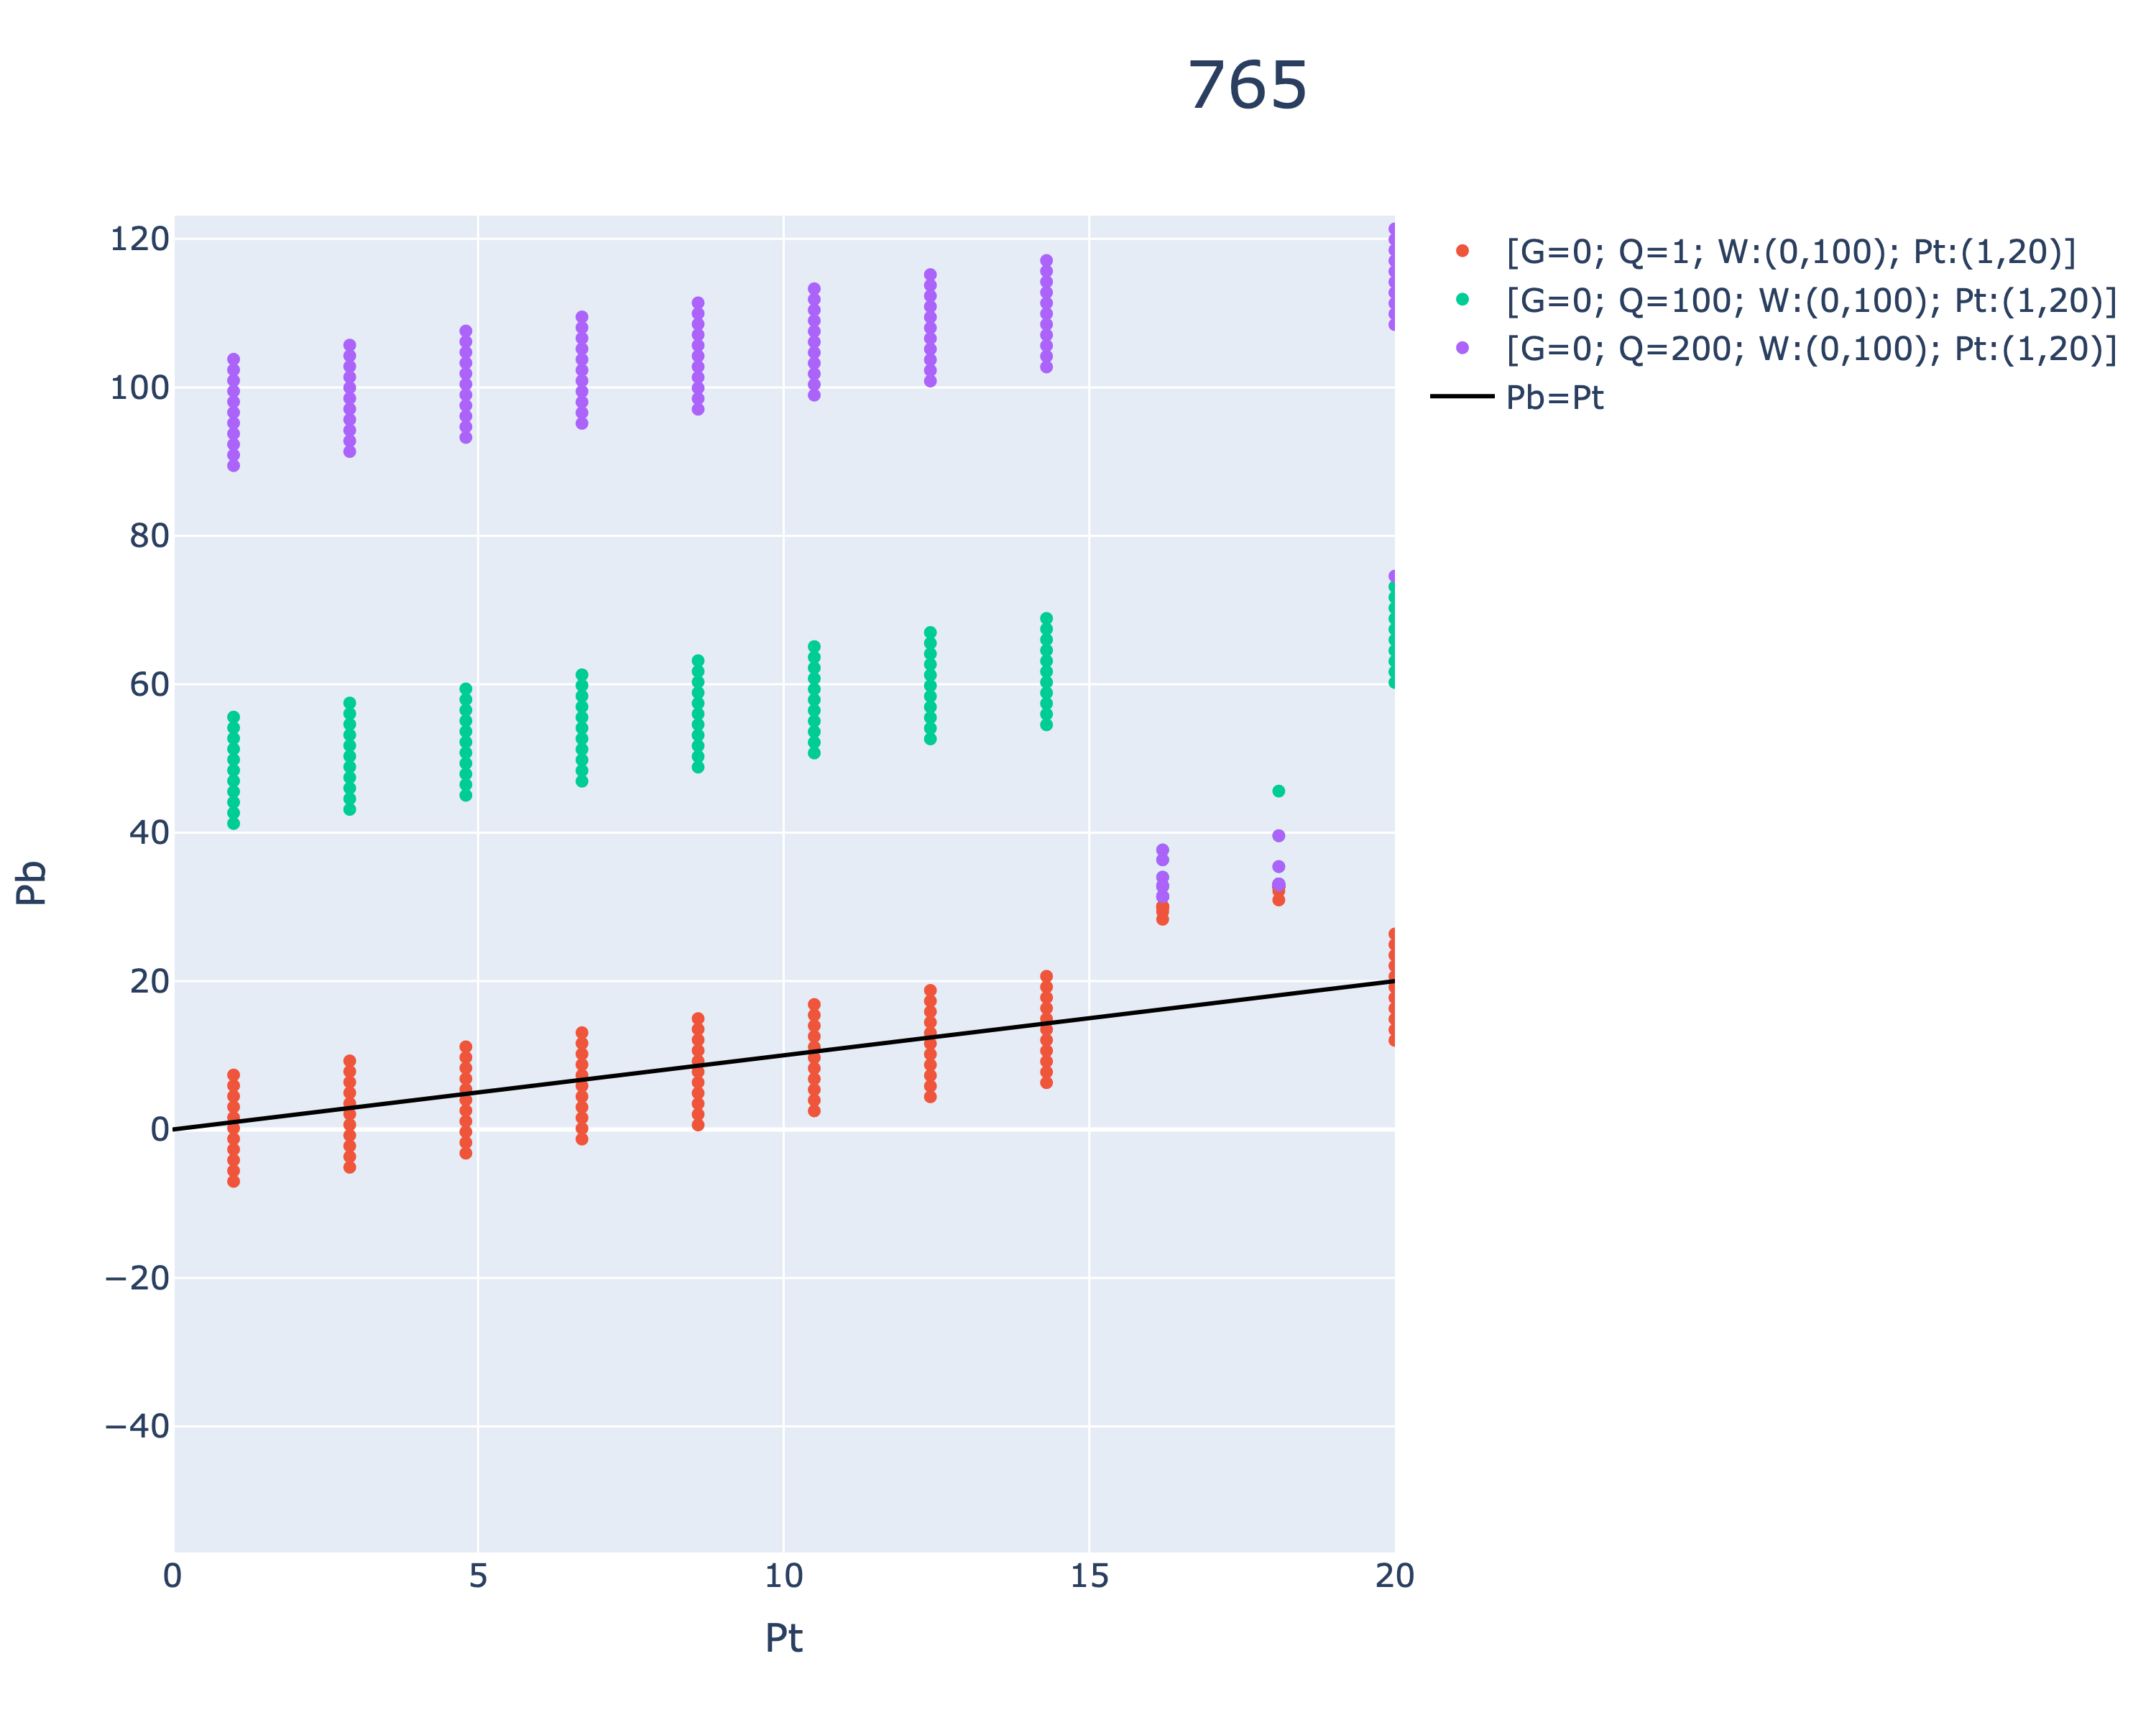 765
120
100
80
60
40
20
0
−20
−40
Pb
0 5 10 15 20
Pt
[G=0; Q=1; W:(0,100); Pt:(1,20)]
[G=0; Q=100; W:(0,100); Pt:(1,20)]
[G=0; Q=200; W:(0,100); Pt:(1,20)]
Pb=Pt